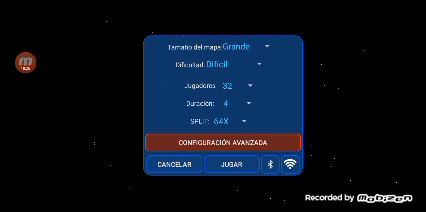 Tamaño del mapa: Grande
Dificultad: Difícil
Jugadores 32
Duración: 4
SPLIT: 64X
CONFIGURACIÓN AVANZADA
CANCELAR JUGAR
Recorded by mobizen